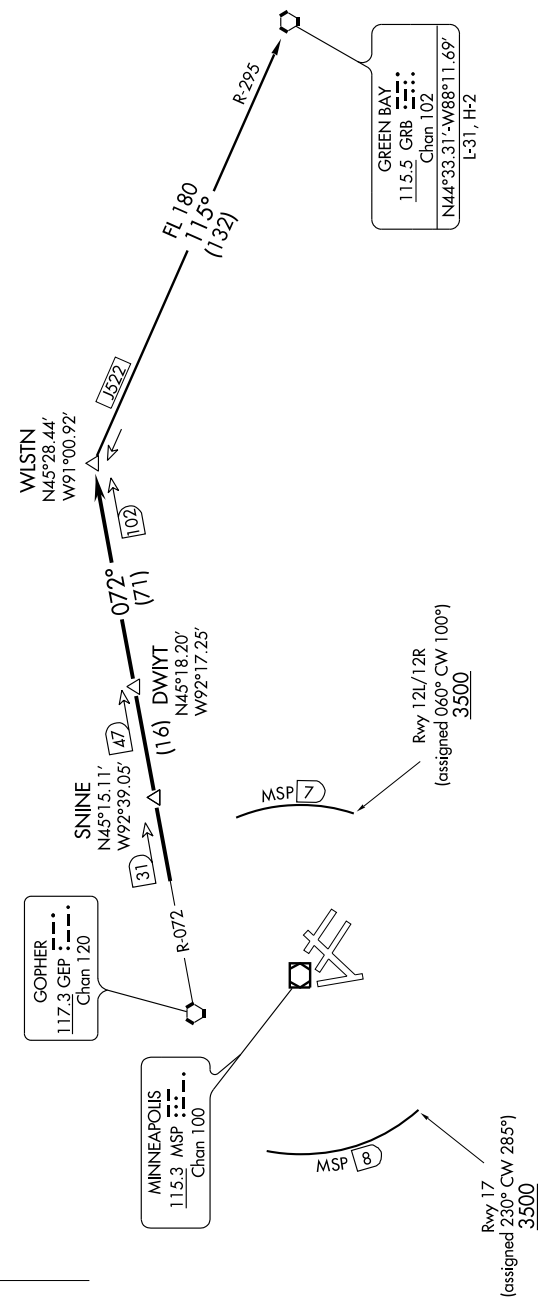 GOPHER
117.3 GEP
Chan 120
MINNEAPOLIS
115.3 MSP
Chan 100
GREEN BAY
115.5 GRB
Chan 102
N44°33.31'-W88°11.69'
L-31, H-2
WLSTN
N45°28.44'
W91°00.92'
SNINE
N45°15.11'
W92°39.05'
DWIYT
N45°18.20'
W92°17.25'
R-072
31
(16)
47
072°
(71)
102
J522
FL 180
115°
(132)
R-295
MSP 7
Rwy 12L/12R
(assigned 060° CW 100°)
3500
MSP 8
Rwy 17
(assigned 230° CW 285°)
3500